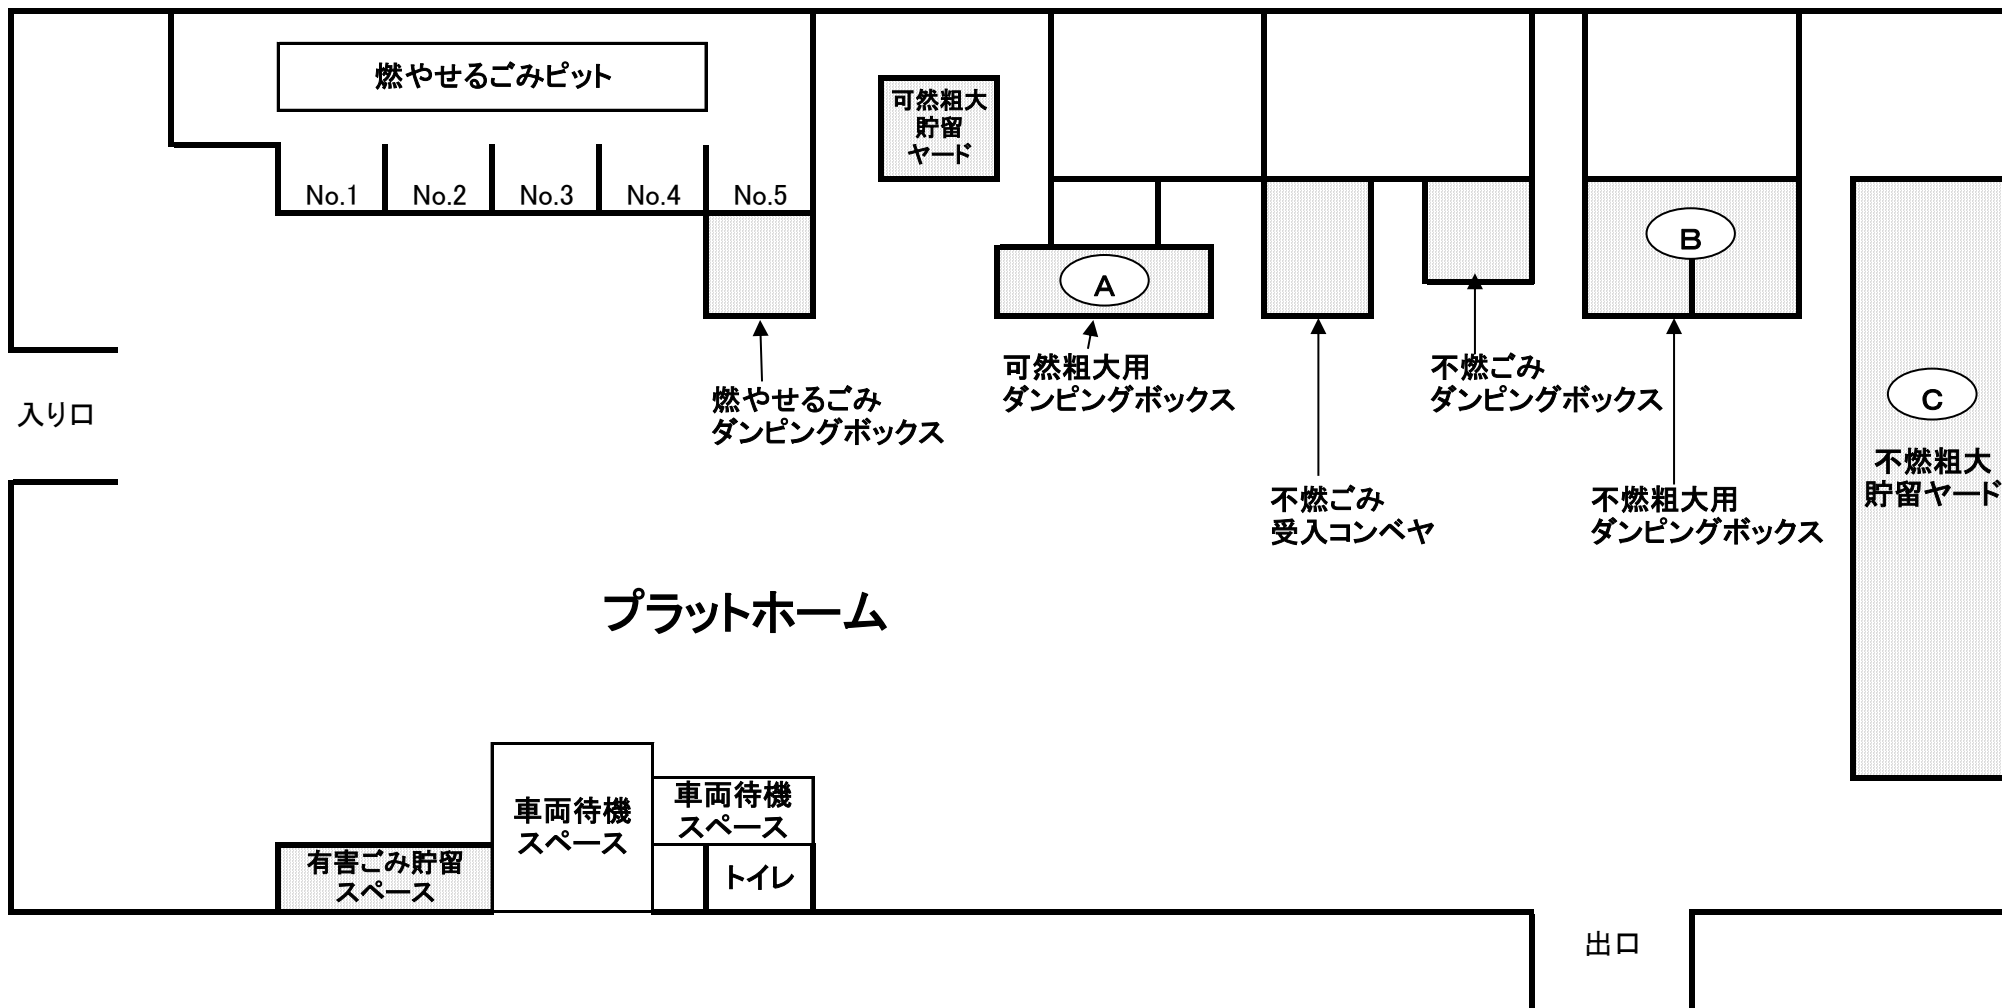 燃やせるごみピット
可然粗大
貯留
ヤード
No.1
No.2
No.3
No.4
No.5
A
B
可然粗大用
ダンピングボックス
不燃ごみ
ダンピングボックス
燃やせるごみ
ダンピングボックス
入り口
C
不燃粗大
貯留ヤード
不燃ごみ
受入コンベヤ
不燃粗大用
ダンピングボックス
プラットホーム
車両待機
スペース
車両待機
スペース
有害ごみ貯留
スペース
トイレ
出口